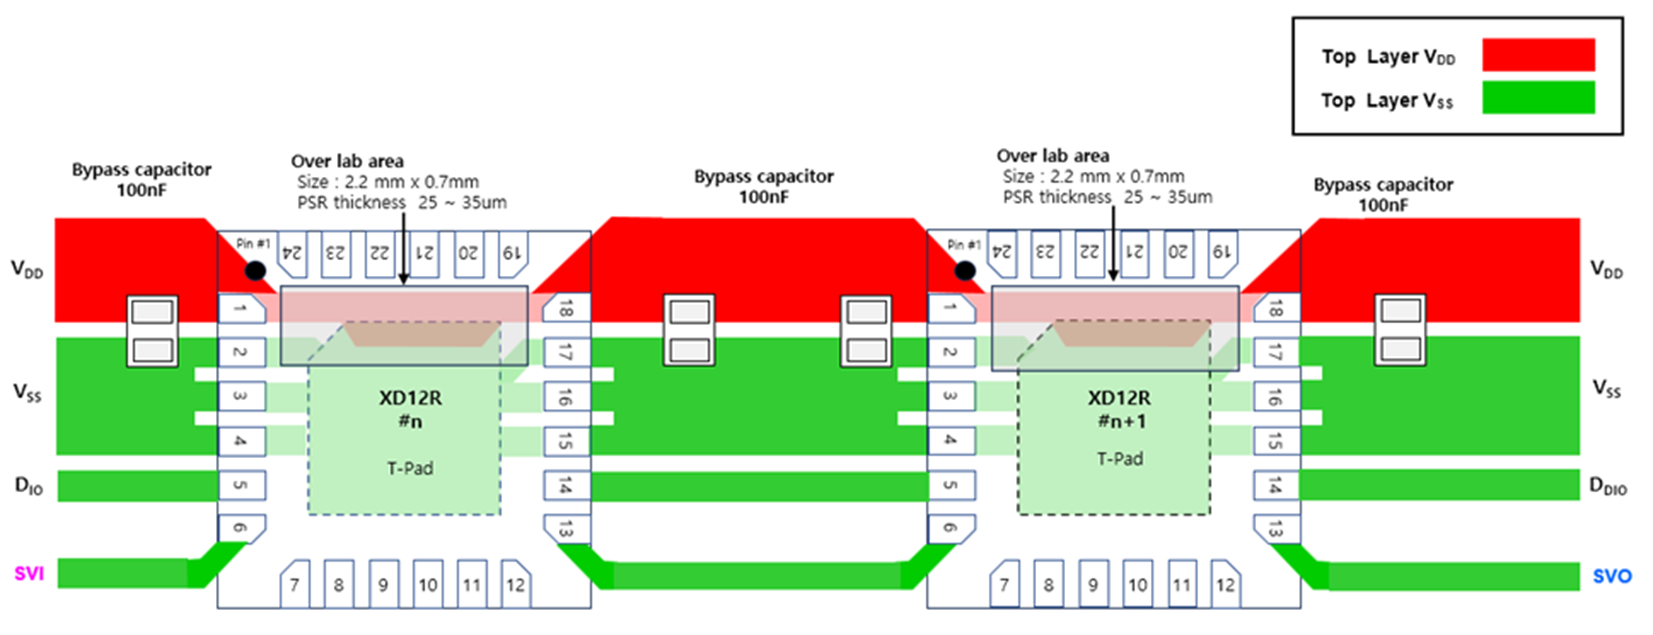 Top Layer VDD
Top Layer VSS
Bypass capacitor
100nF
Over lab area
Size : 2.2 mm x 0.7mm
PSR thickness 25 ~ 35um
Bypass capacitor
100nF
Over lab area
Size : 2.2 mm x 0.7mm
PSR thickness 25 ~ 35um
Bypass capacitor
100nF
Pin #1
24 23 22 21 20 19
Pin #1
24 23 22 21 20 19
VDD
VDD
1
18
1
18
2
17
2
17
VSS
3
XD12R
#n
16
3
XD12R
#n+1
16
VSS
4
T-Pad
15
4
T-Pad
15
DIO
5
14
5
14
DDIO
6
13
6
13
SVI
7 8 9 10 11 12
7 8 9 10 11 12
SVO